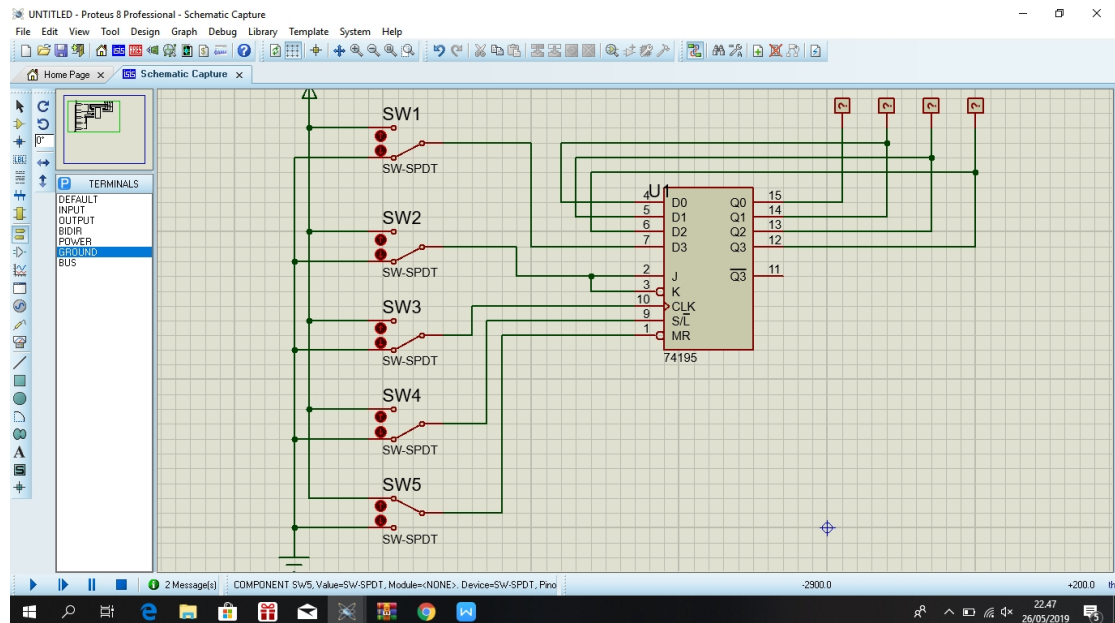 UNTITLED - Proteus 8 Professional - Schematic Capture
File Edit View Tool Design Graph Debug Library Template System Help
Home Page x Schematic Capture x
0°
LBL
P TERMINALS
DEFAULT
INPUT
OUTPUT
BIDIR
POWER
GROUND
BUS
A
S
SW1
SW-SPDT
SW2
SW-SPDT
SW3
SW-SPDT
SW4
SW-SPDT
SW5
SW-SPDT
? ? ? ?
U1
4 D0 Q0 15
5 D1 Q1 14
6 D2 Q2 13
7 D3 Q3 12
2 J Q3 11
3 K
10 CLK
9 S/L
1 MR
74195
2 Message(s) COMPONENT SW5, Value=SW-SPDT, Module=<NONE>. Device=SW-SPDT, Pino -2900.0 +200.0 th
22.47
26/05/2019
5